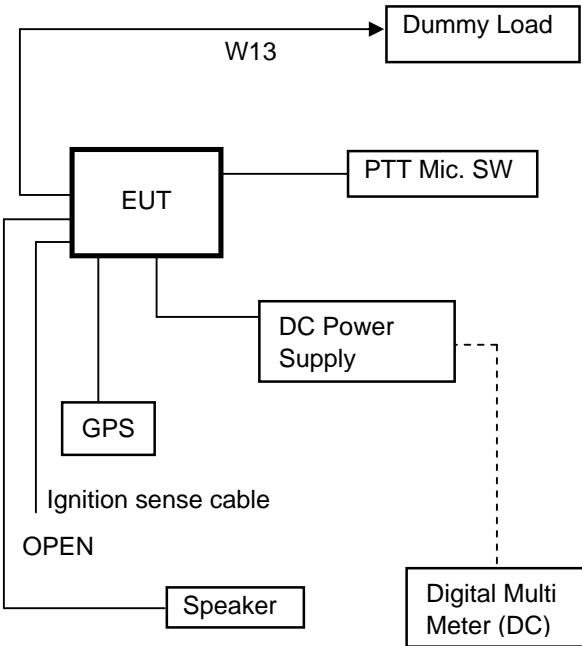 Dummy Load
W13
PTT Mic. SW
EUT
DC Power
Supply
GPS
Ignition sense cable
OPEN
Speaker
Digital Multi
Meter (DC)